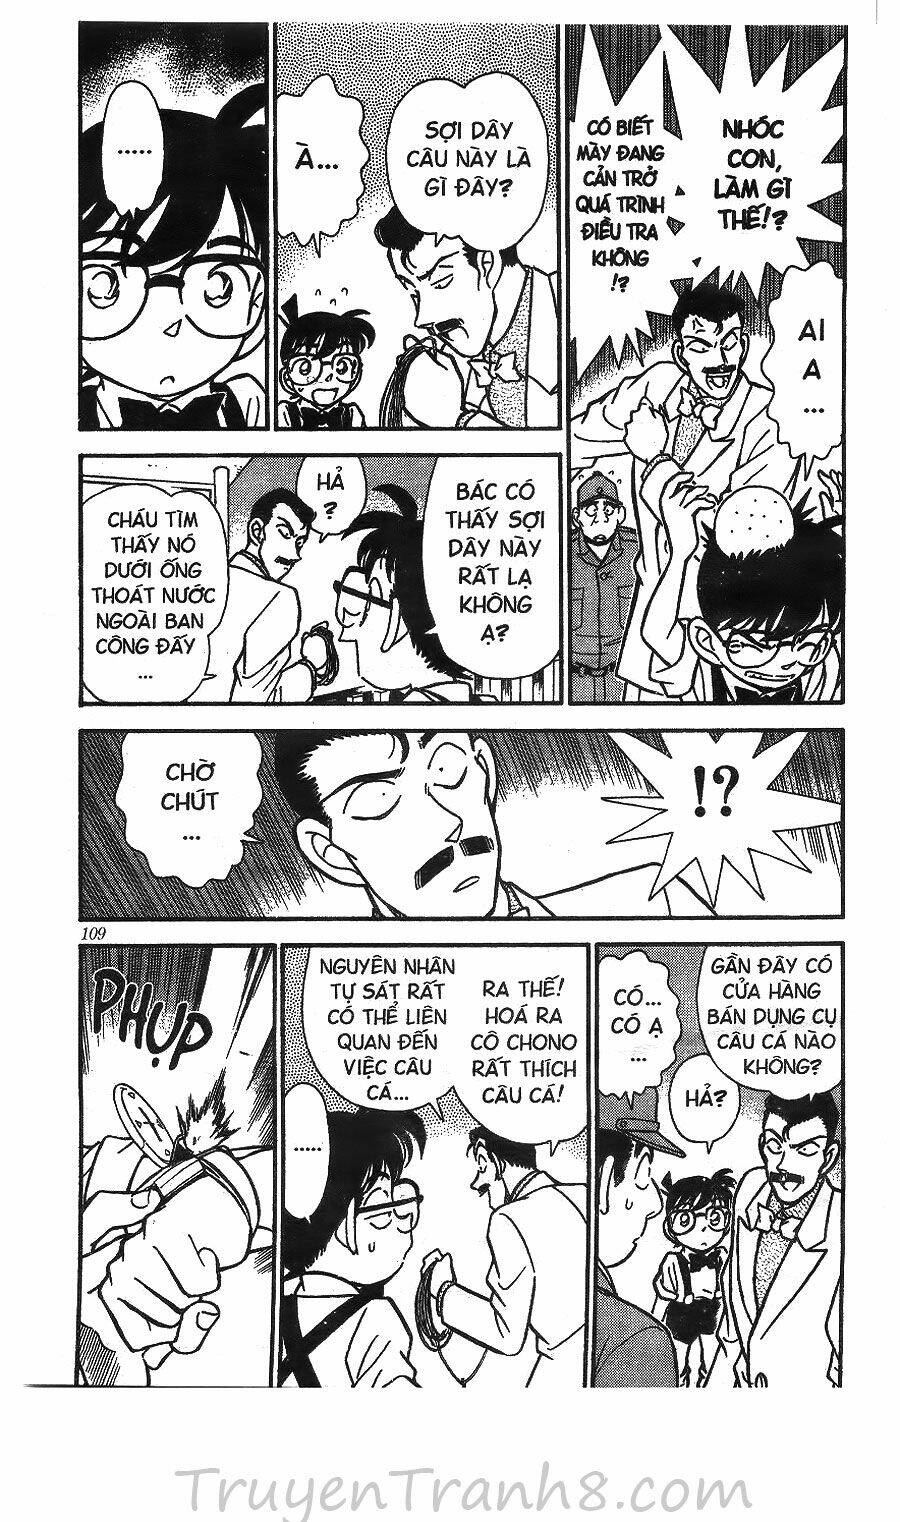 NHÓC
CON,
LÀM GÌ
THẾ!?
CÓ BIẾT
MÀY ĐANG
CẢN TRỞ
QUÁ TRÌNH
ĐIỀU TRA
KHÔNG
!?
AI
A
...
SỢI DÂY
CÂU NÀY LÀ
GÌ ĐÂY?
À...
.....
BÁC CÓ
THẤY SỢI
DÂY NÀY
RẤT LẠ
KHÔNG
Ạ?
HẢ
?
CHÁU TÌM
THẤY NÓ
DƯỚI ỐNG
THOÁT NƯỚC
NGOÀI BAN
CÔNG ĐẤY
...
!?
CHỜ
CHÚT
...
109
GẦN ĐÂY CÓ
CỬA HÀNG
BÁN DỤNG CỤ
CÂU CÁ NÀO
KHÔNG?
HẢ?
CÓ...
CÓ Ạ
...
RA THẾ!
HOÁ RA
CÔ CHONO
RẤT THÍCH
CÂU CÁ!
NGUYÊN NHÂN
TỰ SÁT RẤT
CÓ THỂ LIÊN
QUAN ĐẾN
VIỆC CÂU
CÁ...
.....
PHỤP
TruyenTranh8.com